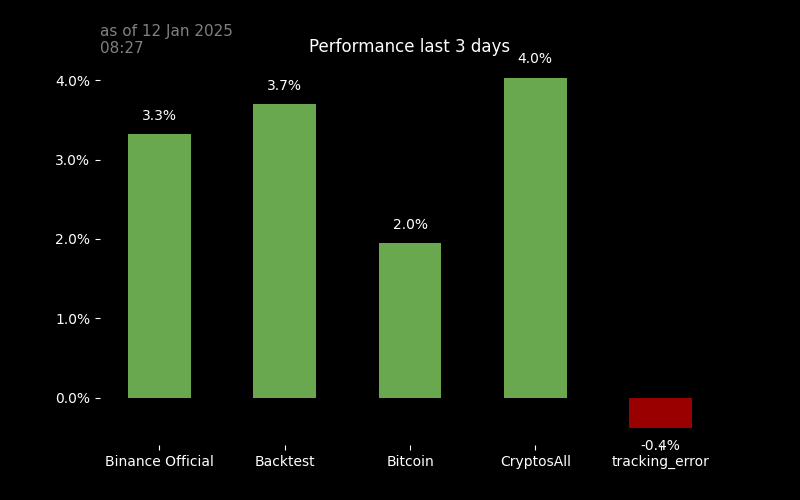 as of 12 Jan 2025
08:27
Performance last 3 days
4.0%
4.0%
3.7%
3.3%
3.0%
2.0%
2.0%
1.0%
0.0%
-0.4%
Binance Official
Backtest
Bitcoin
CryptosAll
tracking_error